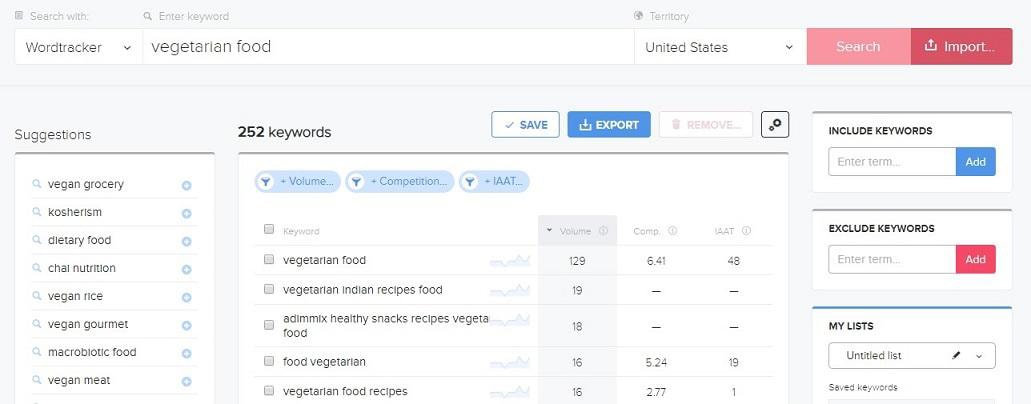 Search with:
Enter keyword
Territory
Wordtracker
vegetarian food
United States
Search
Import...
Suggestions
252 keywords
SAVE
EXPORT
REMOVE...
INCLUDE KEYWORDS
Enter term...
Add
vegan grocery
kosherism
dietary food
chai nutrition
vegan rice
vegan gourmet
macrobiotic food
vegan meat
+ Volume...
+ Competition...
+ IAAT...
Keyword Volume Comp. IAAT
vegetarian food 129 6.41 48
vegetarian indian recipes food 19 — —
adimmix healthy snacks recipes vegeta
food 18 — —
food vegetarian 16 5.24 19
vegetarian food recipes 16 2.77 1
EXCLUDE KEYWORDS
Enter term...
Add
MY LISTS
Untitled list
Saved keywords